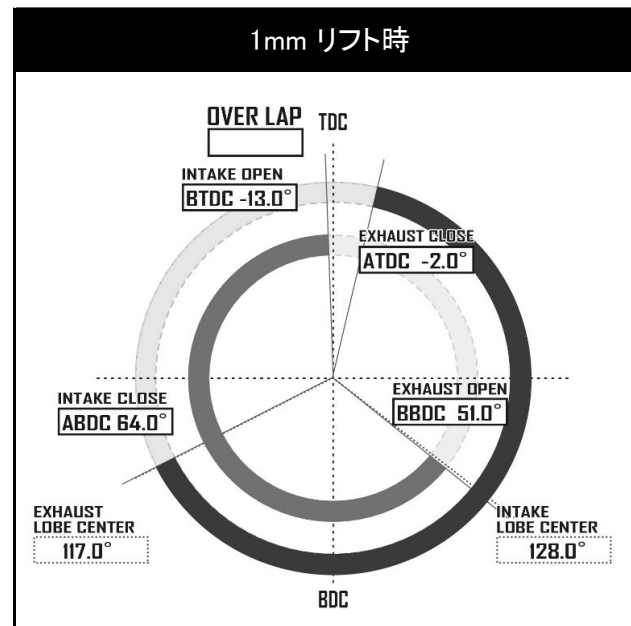 1mm リフト時
OVER LAP
TDC
INTAKE OPEN
BTDC -13.0°
EXHAUST CLOSE
ATDC -2.0°
INTAKE CLOSE
ABDC 64.0°
EXHAUST OPEN
BBDC 51.0°
EXHAUST
LOBE CENTER
117.0°
INTAKE
LOBE CENTER
128.0°
BDC